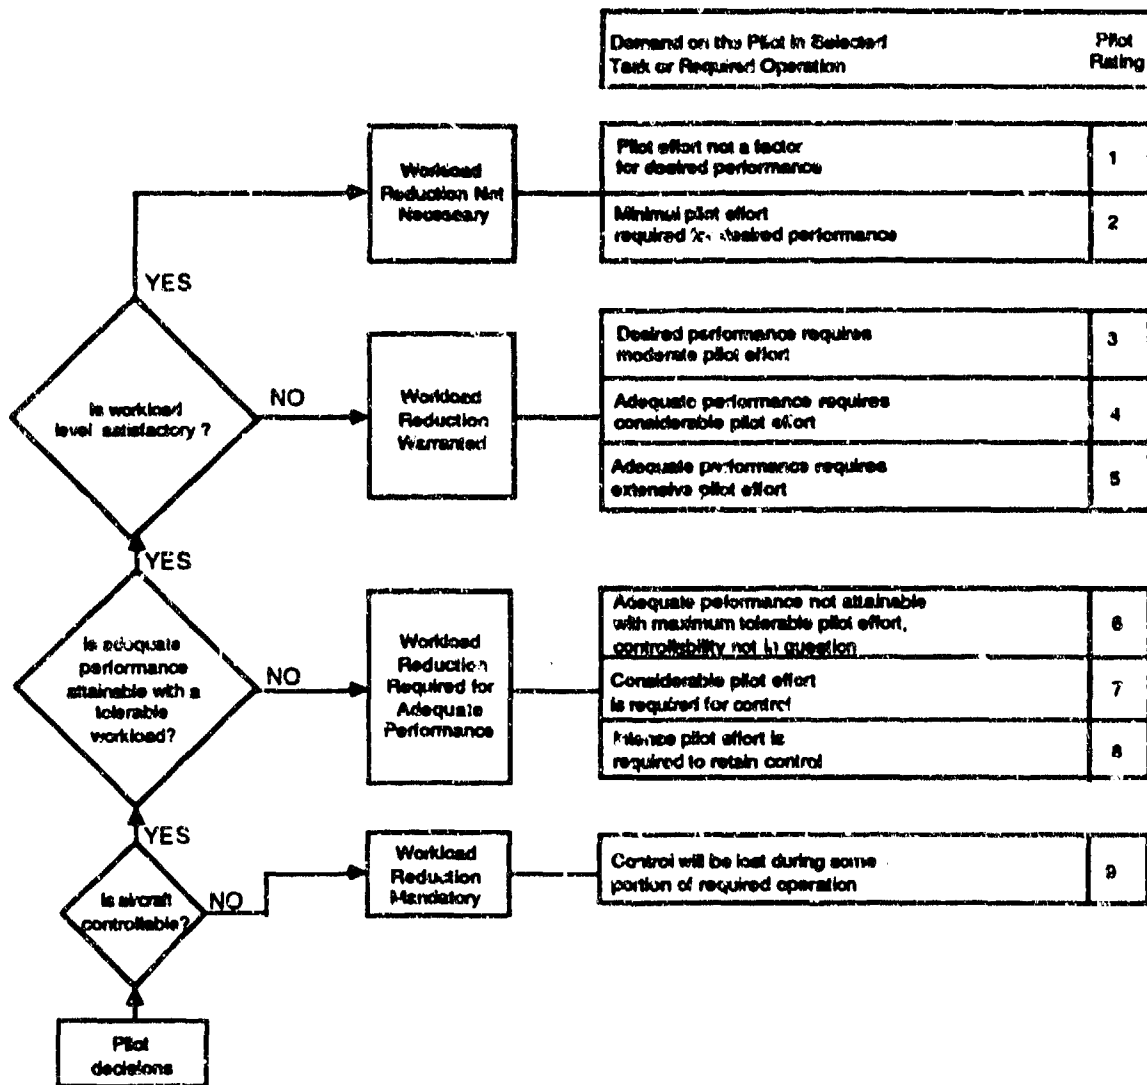 Demand on the Pilot in Selected
Task or Required Operation
Pilot
Rating
Workload
Reduction Not
Necessary
Pilot effort not a factor
for desired performance
1
Minimal pilot effort
required for desired performance
2
YES
Is workload
level satisfactory ?
NO
Workload
Reduction
Warranted
Desired performance requires
moderate pilot effort
3
Adequate performance requires
considerable pilot effort
4
Adequate performance requires
extensive pilot effort
5
YES
Is adequate
performance
attainable with a
tolerable
workload?
NO
Workload
Reduction
Required for
Adequate
Performance
Adequate peformance not attainable
with maximum tolerable pilot effort,
controllability not in question
6
Considerable pilot effort
is required for control
7
Intense pilot effort is
required to retain control
8
YES
Is aircraft
controllable?
NO
Workload
Reduction
Mandatory
Control will be lost during some
portion of required operation
9
Pilot
decisions